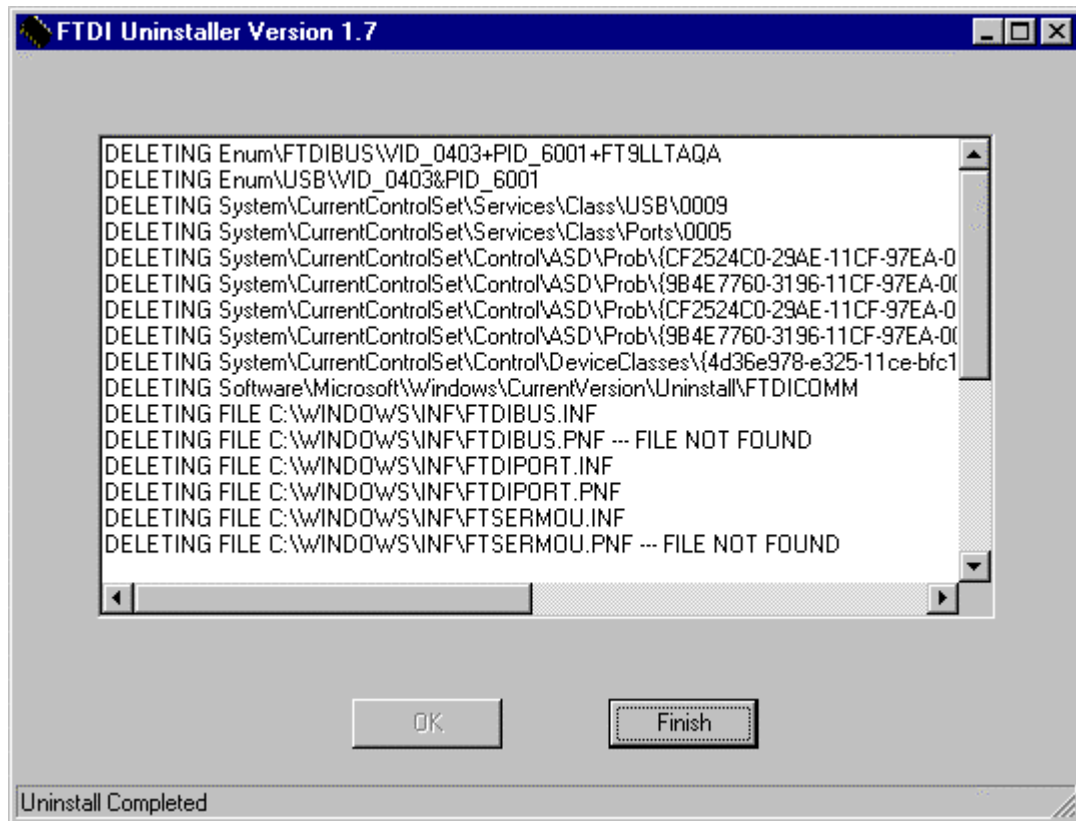 FTDI Uninstaller Version 1.7
DELETING Enum\FTDIBUS\VID_0403+PID_6001+FT9LLTAQA
DELETING Enum\USB\VID_0403&PID_6001
DELETING System\CurrentControlSet\Services\Class\USB\0009
DELETING System\CurrentControlSet\Services\Class\Ports\0005
DELETING System\CurrentControlSet\Control\ASD\Prob\{CF2524C0-29AE-11CF-97EA-0
DELETING System\CurrentControlSet\Control\ASD\Prob\{9B4E7760-3196-11CF-97EA-00
DELETING System\CurrentControlSet\Control\ASD\Prob\{CF2524C0-29AE-11CF-97EA-0
DELETING System\CurrentControlSet\Control\ASD\Prob\{9B4E7760-3196-11CF-97EA-00
DELETING System\CurrentControlSet\Control\DeviceClasses\{4d36e978-e325-11ce-bfc1
DELETING Software\Microsoft\Windows\CurrentVersion\Uninstall\FTDICOMM
DELETING FILE C:\WINDOWS\INF\FTDIBUS.INF
DELETING FILE C:\WINDOWS\INF\FTDIBUS.PNF --- FILE NOT FOUND
DELETING FILE C:\WINDOWS\INF\FTDIPORT.INF
DELETING FILE C:\WINDOWS\INF\FTDIPORT.PNF
DELETING FILE C:\WINDOWS\INF\FTSERMOU.INF
DELETING FILE C:\WINDOWS\INF\FTSERMOU.PNF --- FILE NOT FOUND
OK
Finish
Uninstall Completed